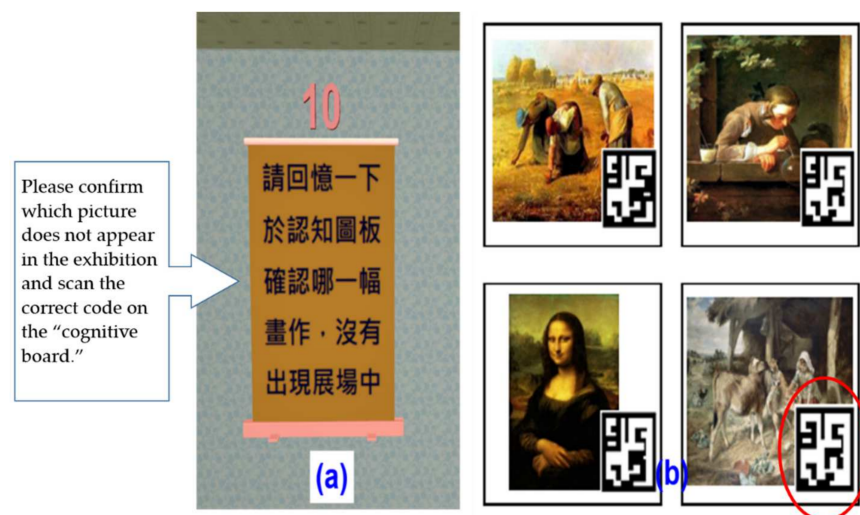 Please confirm
which picture
does not appear
in the exhibition
and scan the
correct code on
the “cognitive
board.”
10
請回憶一下
於認知圖板
確認哪一幅
畫作，沒有
出現展場中
(a)
(b)